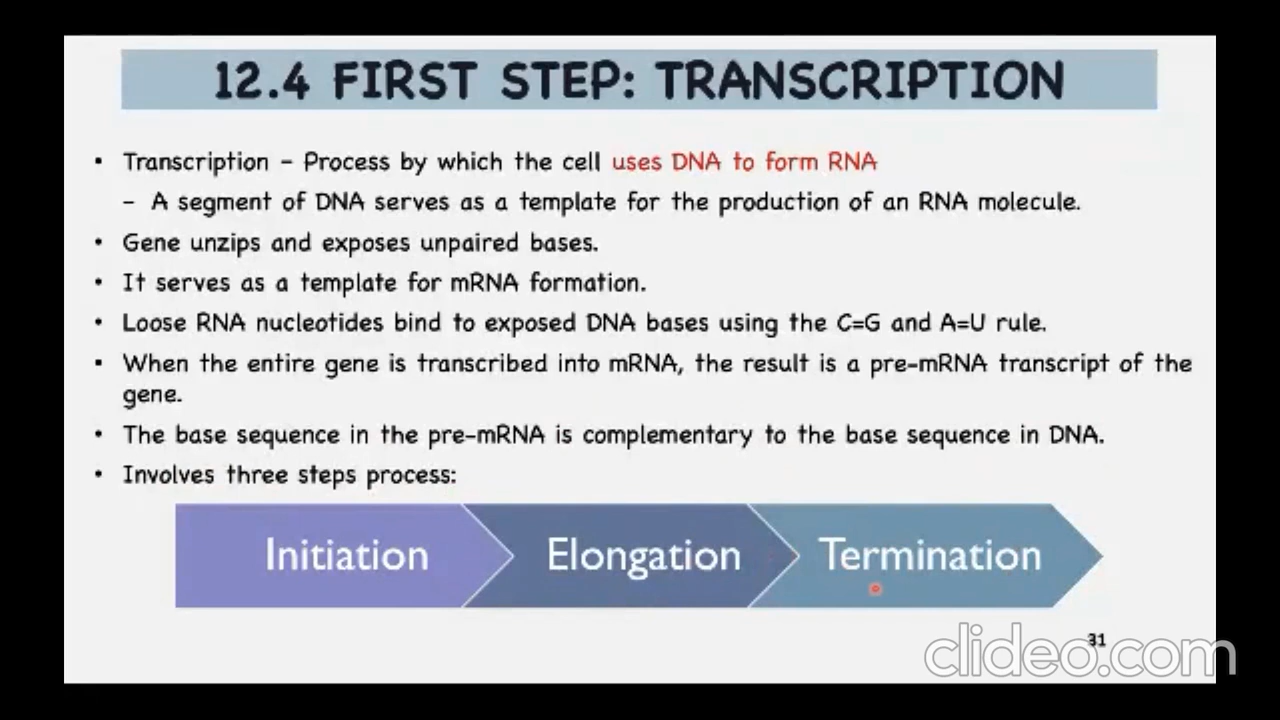 12.4 FIRST STEP: TRANSCRIPTION
• Transcription – Process by which the cell uses DNA to form RNA
– A segment of DNA serves as a template for the production of an RNA molecule.
• Gene unzips and exposes unpaired bases.
• It serves as a template for mRNA formation.
• Loose RNA nucleotides bind to exposed DNA bases using the C=G and A=U rule.
• When the entire gene is transcribed into mRNA, the result is a pre-mRNA transcript of the
gene.
• The base sequence in the pre-mRNA is complementary to the base sequence in DNA.
• Involves three steps process:
Initiation Elongation Termination
31
clideo.com